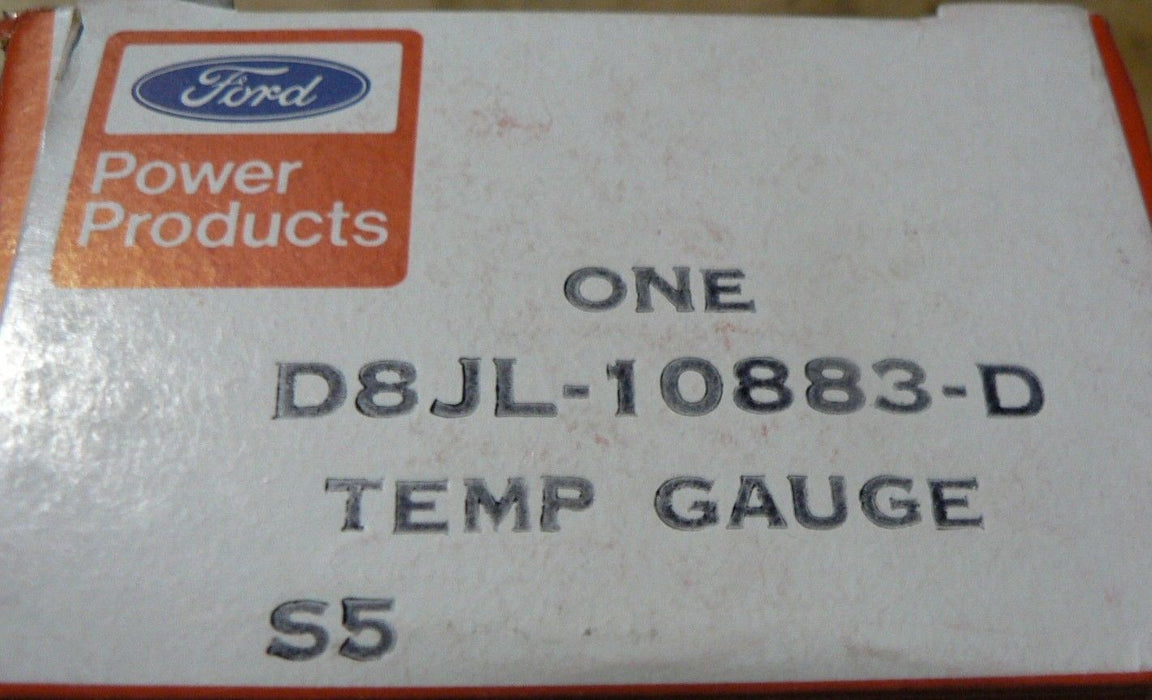 Ford
Power
Products
ONE
D8JL-10883-D
TEMP GAUGE
S5